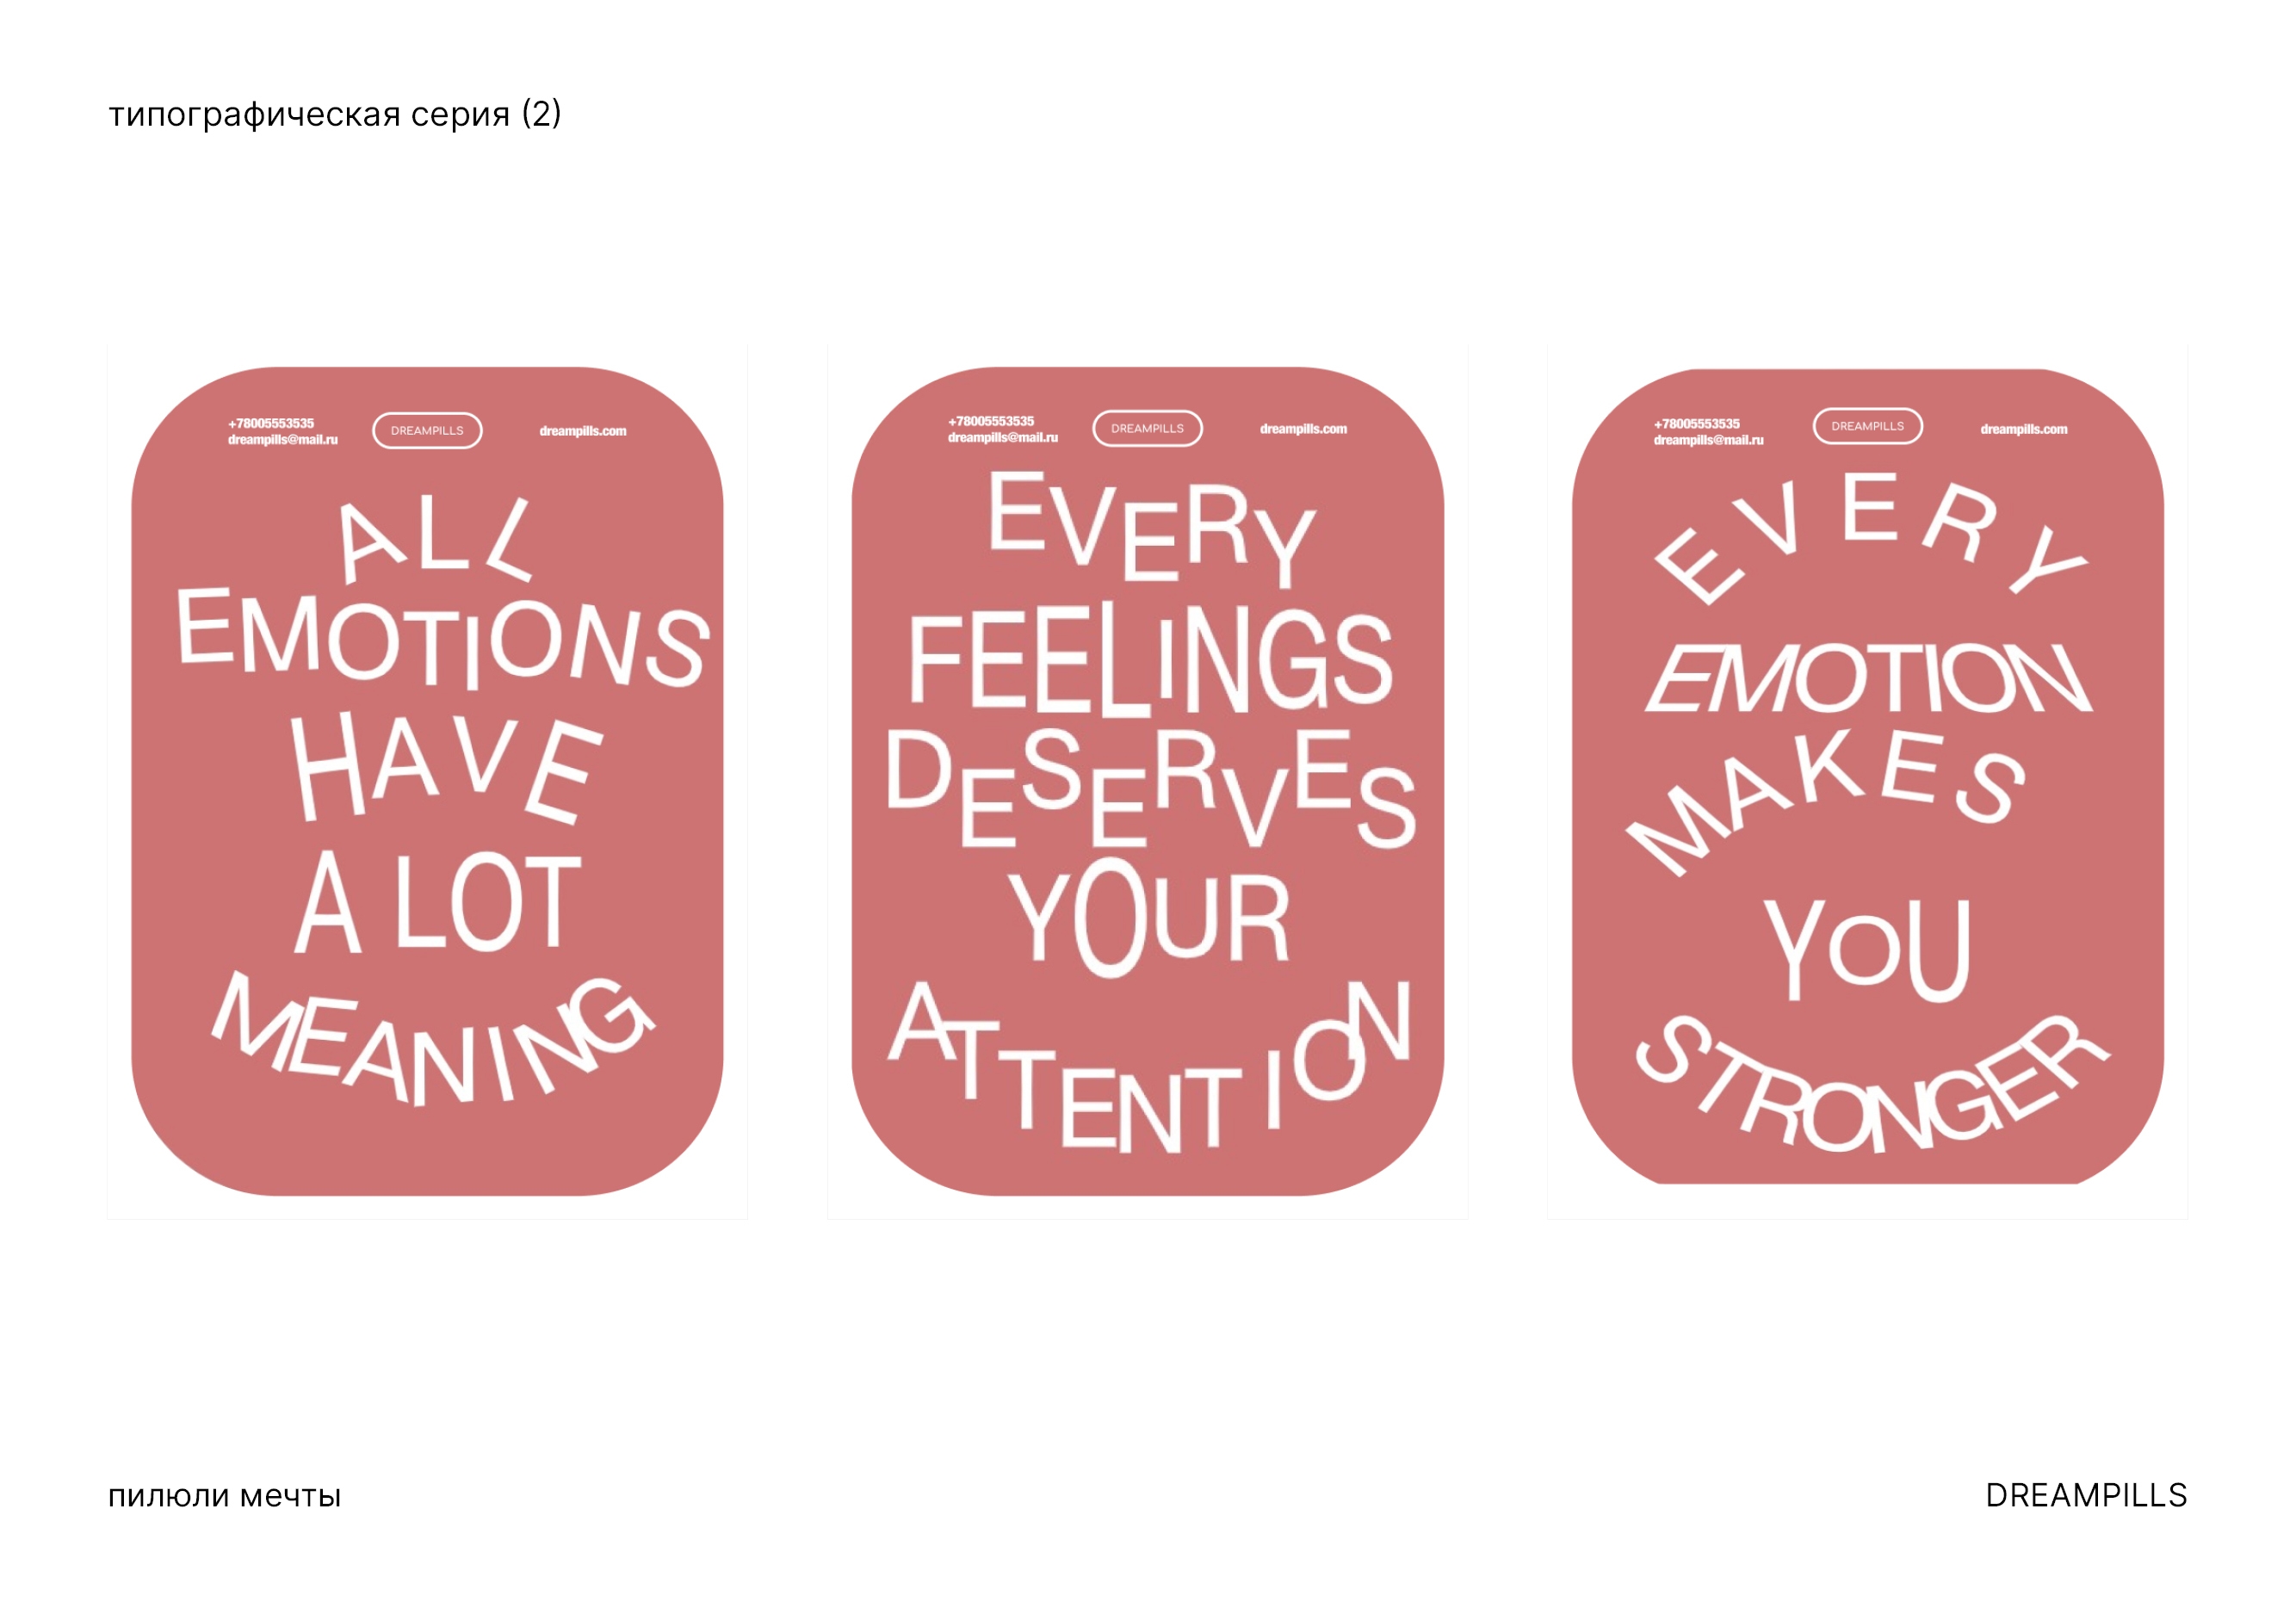 типографическая серия (2)
+78005553535
dreampills@mail.ru
DREAMPILLS
dreampills.com
ALL
EMOTIONS
HAVE
A LOT
MEANING
+78005553535
dreampills@mail.ru
DREAMPILLS
dreampills.com
EVERY
FEELINGS
DESERVES
YOUR
ATTENTION
+78005553535
dreampills@mail.ru
DREAMPILLS
dreampills.com
EVERY
EMOTION
MAKES
YOU
STRONGER
пилюли мечты
DREAMPILLS